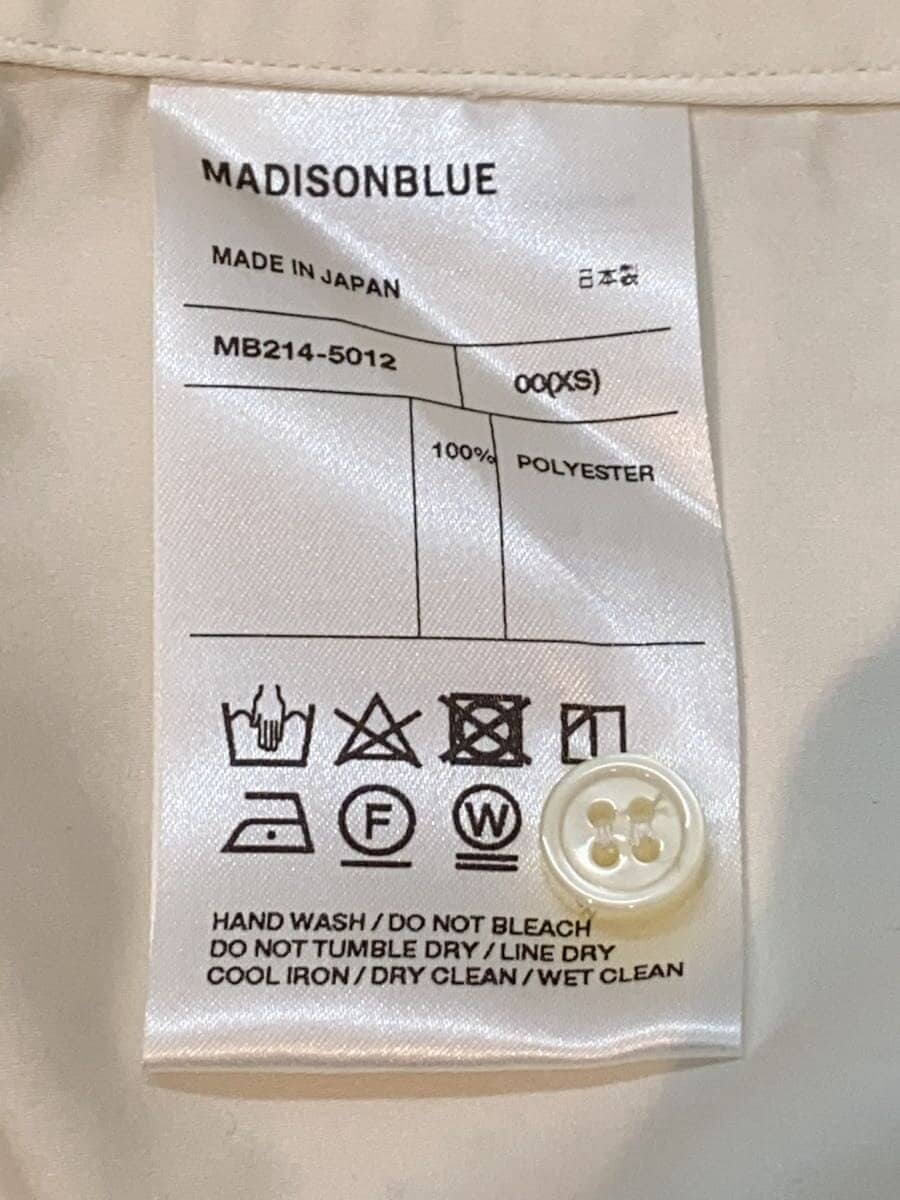 MADISONBLUE
MADE IN JAPAN 日本製
MB214-5012 00(XS)
100% POLYESTER
F W
HAND WASH / DO NOT BLEACH
DO NOT TUMBLE DRY / LINE DRY
COOL IRON / DRY CLEAN / WET CLEAN